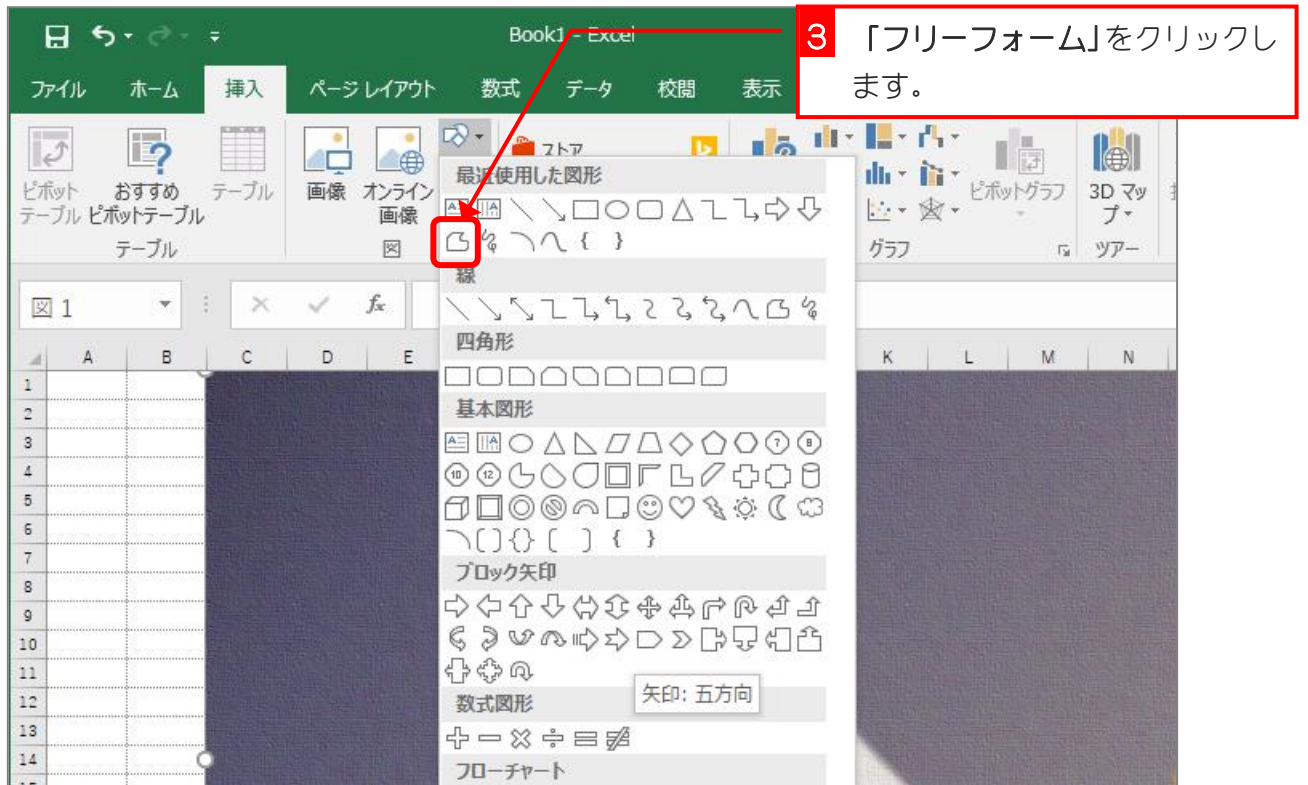 Book1 - Excel
3 「フリーフォーム」をクリックし
ます。
ファイル ホーム 挿入 ページ レイアウト 数式 データ 校閲 表示
ストア
ピボット
テーブル
おすすめ
ピボットテーブル
テーブル
画像
オンライン
画像
ピボットグラフ
3D マッ
プ
テーブル
図
グラフ
ツアー
最近使用した図形
線
図 1
fx
四角形
A B C D E K L M N
基本図形
ブロック矢印
矢印: 五方向
数式図形
フローチャート
1
2
3
4
5
6
7
8
9
10
11
12
13
14